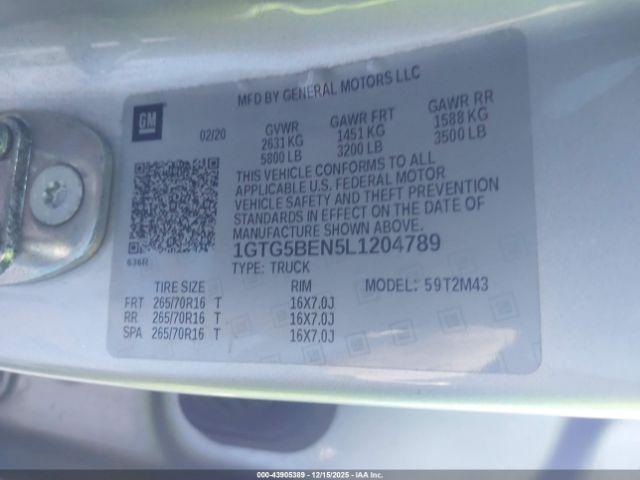 MFD BY GENERAL MOTORS LLC
GM
02/20
GVWR GAWR FRT GAWR RR
2631 KG 1451 KG 1588 KG
5800 LB 3200 LB 3500 LB
THIS VEHICLE CONFORMS TO ALL
APPLICABLE U.S. FEDERAL MOTOR
VEHICLE SAFETY AND THEFT PREVENTION
STANDARDS IN EFFECT ON THE DATE OF
MANUFACTURE SHOWN ABOVE.
636R
1GTG5BEN5L1204789
TYPE: TRUCK
TIRE SIZE RIM MODEL: 59T2M43
FRT 265/70R16 T 16X7.0J
RR 265/70R16 T 16X7.0J
SPA 265/70R16 T 16X7.0J
000-43905389 - 12/15/2025 - IAA Inc.